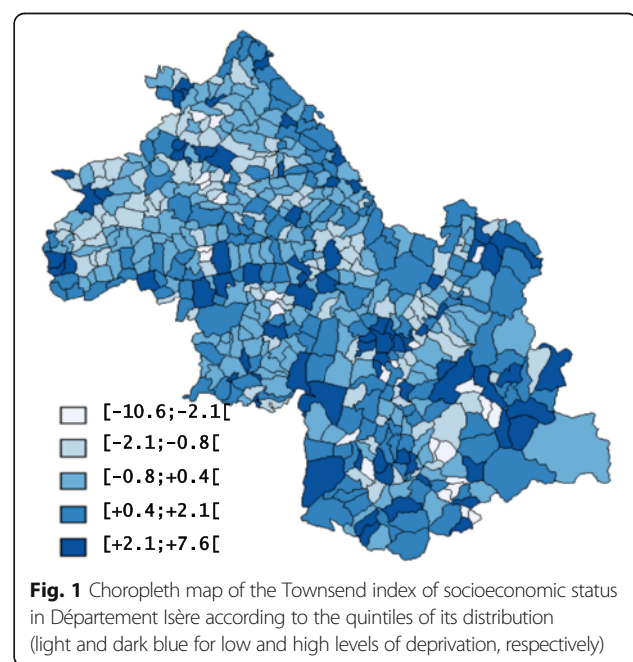 [-10.6;-2.1[
[-2.1;-0.8[
[-0.8;+0.4[
[+0.4;+2.1[
[+2.1;+7.6[
Fig. 1 Choropleth map of the Townsend index of socioeconomic status
in Département Isère according to the quintiles of its distribution
(light and dark blue for low and high levels of deprivation, respectively)